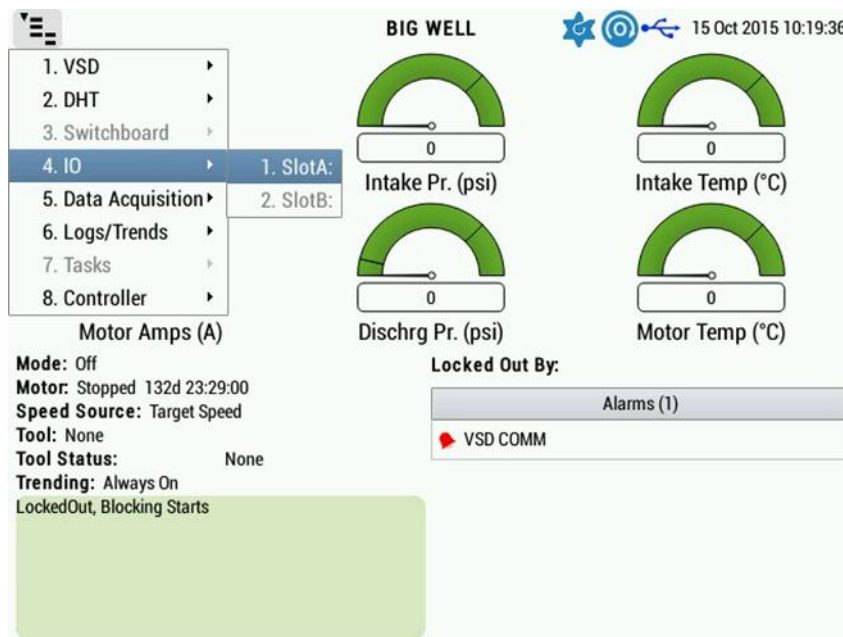 BIG WELL
15 Oct 2015 10:19:36
1. VSD
2. DHT
3. Switchboard
4. IO
5. Data Acquisition
6. Logs/Trends
7. Tasks
8. Controller
1. SlotA:
2. SlotB:
0
Intake Pr. (psi)
0
Intake Temp (°C)
0
Dischrg Pr. (psi)
0
Motor Temp (°C)
Motor Amps (A)
Mode: Off
Motor: Stopped 132d 23:29:00
Speed Source: Target Speed
Tool: None
Tool Status: None
Trending: Always On
LockedOut, Blocking Starts
Locked Out By:
Alarms (1)
VSD COMM